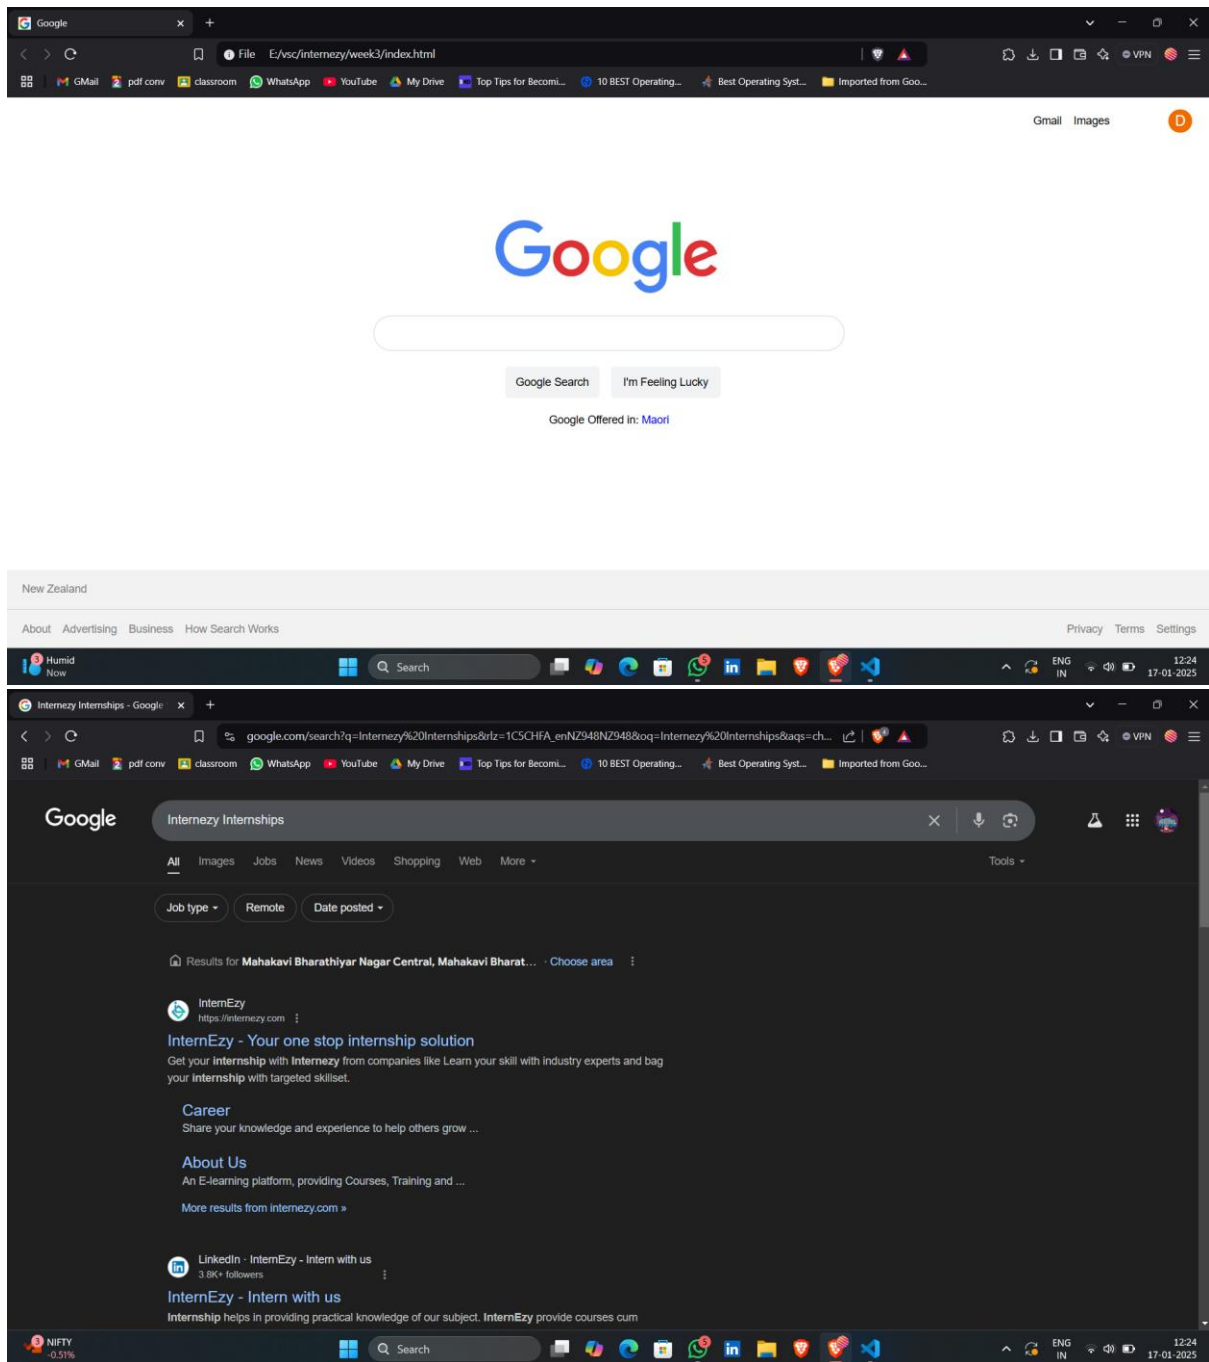 Google
File E:/vsc/internezy/week3/index.html
VPN
GMail pdf conv classroom WhatsApp YouTube My Drive Top Tips for Becomi... 10 BEST Operating... Best Operating Syst... Imported from Goo...
Gmail Images D
Google
Google Search I'm Feeling Lucky
Google Offered in: Maori
New Zealand
About Advertising Business How Search Works Privacy Terms Settings
3 Humid
Now
Search
ENG
IN
12:24
17-01-2025
Internezy Internships - Google
google.com/search?q=Internezy%20Internships&rlz=1C5CHFA_enNZ948NZ948&oq=Internezy%20Internships&aqs=ch...
VPN
GMail pdf conv classroom WhatsApp YouTube My Drive Top Tips for Becomi... 10 BEST Operating... Best Operating Syst... Imported from Goo...
Google Internezy Internships
All Images Jobs News Videos Shopping Web More Tools
Job type Remote Date posted
Results for Mahakavi Bharathiyar Nagar Central, Mahakavi Bharat... · Choose area
InternEzy
https://internezy.com
InternEzy - Your one stop internship solution
Get your internship with Internezy from companies like Learn your skill with industry experts and bag
your internship with targeted skillset.
Career
Share your knowledge and experience to help others grow ...
About Us
An E-learning platform, providing Courses, Training and ...
More results from internezy.com »
LinkedIn · InternEzy - Intern with us
3.8K+ followers
InternEzy - Intern with us
Internship helps in providing practical knowledge of our subject. InternEzy provide courses cum
3 NIFTY
-0.51%
Search
ENG
IN
12:24
17-01-2025